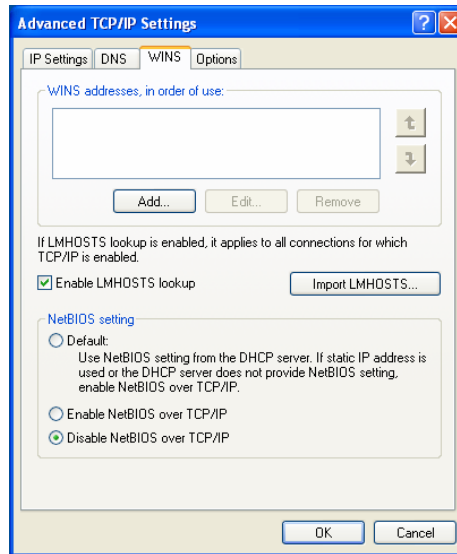 Advanced TCP/IP Settings
IP Settings DNS WINS Options
WINS addresses, in order of use:
Add... Edit... Remove
If LMHOSTS lookup is enabled, it applies to all connections for which
TCP/IP is enabled.
Enable LMHOSTS lookup Import LMHOSTS...
NetBIOS setting
Default:
Use NetBIOS setting from the DHCP server. If static IP address is
used or the DHCP server does not provide NetBIOS setting,
enable NetBIOS over TCP/IP.
Enable NetBIOS over TCP/IP
Disable NetBIOS over TCP/IP
OK Cancel